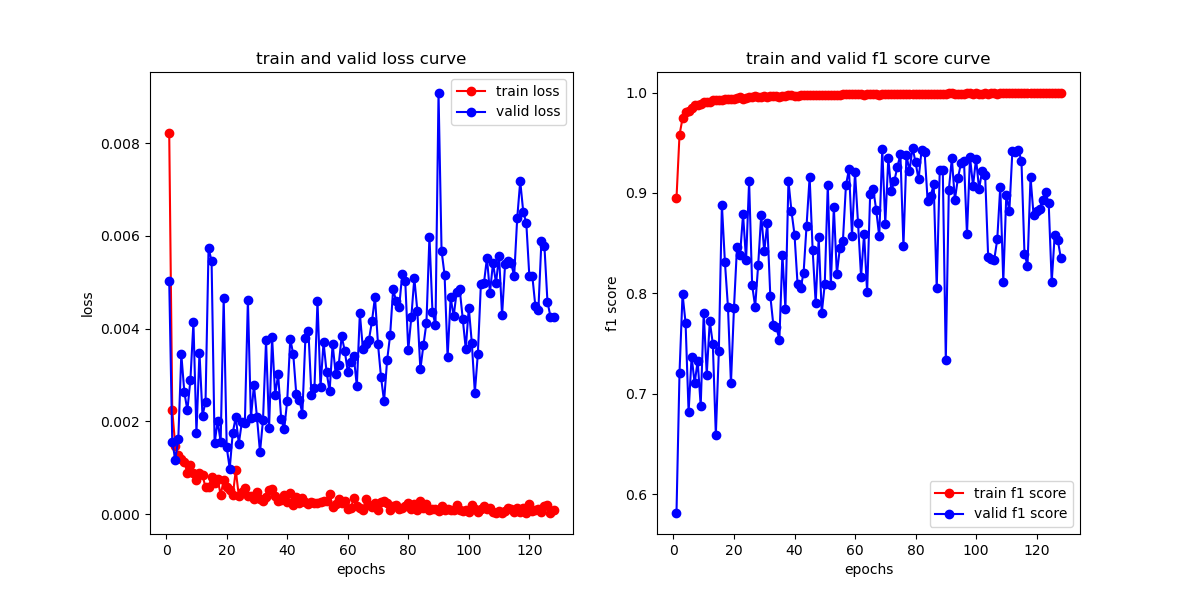 train and valid loss curve
train loss
valid loss
0.008
0.006
0.004
0.002
0.000
loss
0 20 40 60 80 100 120
epochs
train and valid f1 score curve
1.0
0.9
0.8
0.7
0.6
f1 score
train f1 score
valid f1 score
0 20 40 60 80 100 120
epochs